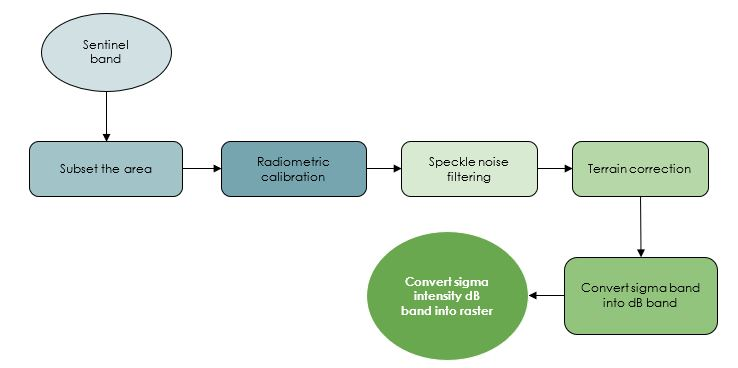 Sentinel
band
Subset the area
Radiometric
calibration
Speckle noise
filtering
Terrain correction
Convert sigma band
into dB band
Convert sigma
intensity dB
band into raster